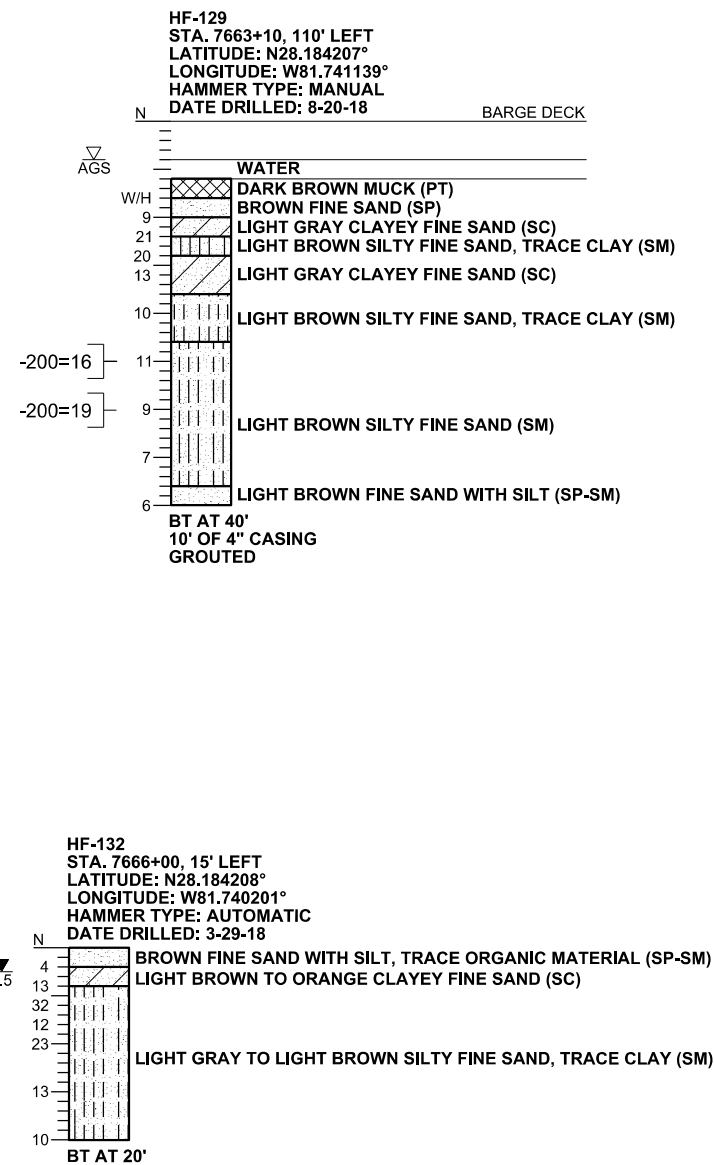 HF-129
STA. 7663+10, 110' LEFT
LATITUDE: N28.184207°
LONGITUDE: W81.741139°
HAMMER TYPE: MANUAL
DATE DRILLED: 8-20-18
N
BARGE DECK
AGS
WATER
DARK BROWN MUCK (PT)
W/H
BROWN FINE SAND (SP)
9
LIGHT GRAY CLAYEY FINE SAND (SC)
21
LIGHT BROWN SILTY FINE SAND, TRACE CLAY (SM)
20
13
LIGHT GRAY CLAYEY FINE SAND (SC)
10
LIGHT BROWN SILTY FINE SAND, TRACE CLAY (SM)
-200=16
11
-200=19
9
LIGHT BROWN SILTY FINE SAND (SM)
7
LIGHT BROWN FINE SAND WITH SILT (SP-SM)
6
BT AT 40'
10' OF 4" CASING
GROUTED
HF-132
STA. 7666+00, 15' LEFT
LATITUDE: N28.184208°
LONGITUDE: W81.740201°
HAMMER TYPE: AUTOMATIC
DATE DRILLED: 3-29-18
N
BROWN FINE SAND WITH SILT, TRACE ORGANIC MATERIAL (SP-SM)
4
.5
LIGHT BROWN TO ORANGE CLAYEY FINE SAND (SC)
13
32
12
23
LIGHT GRAY TO LIGHT BROWN SILTY FINE SAND, TRACE CLAY (SM)
13
10
BT AT 20'